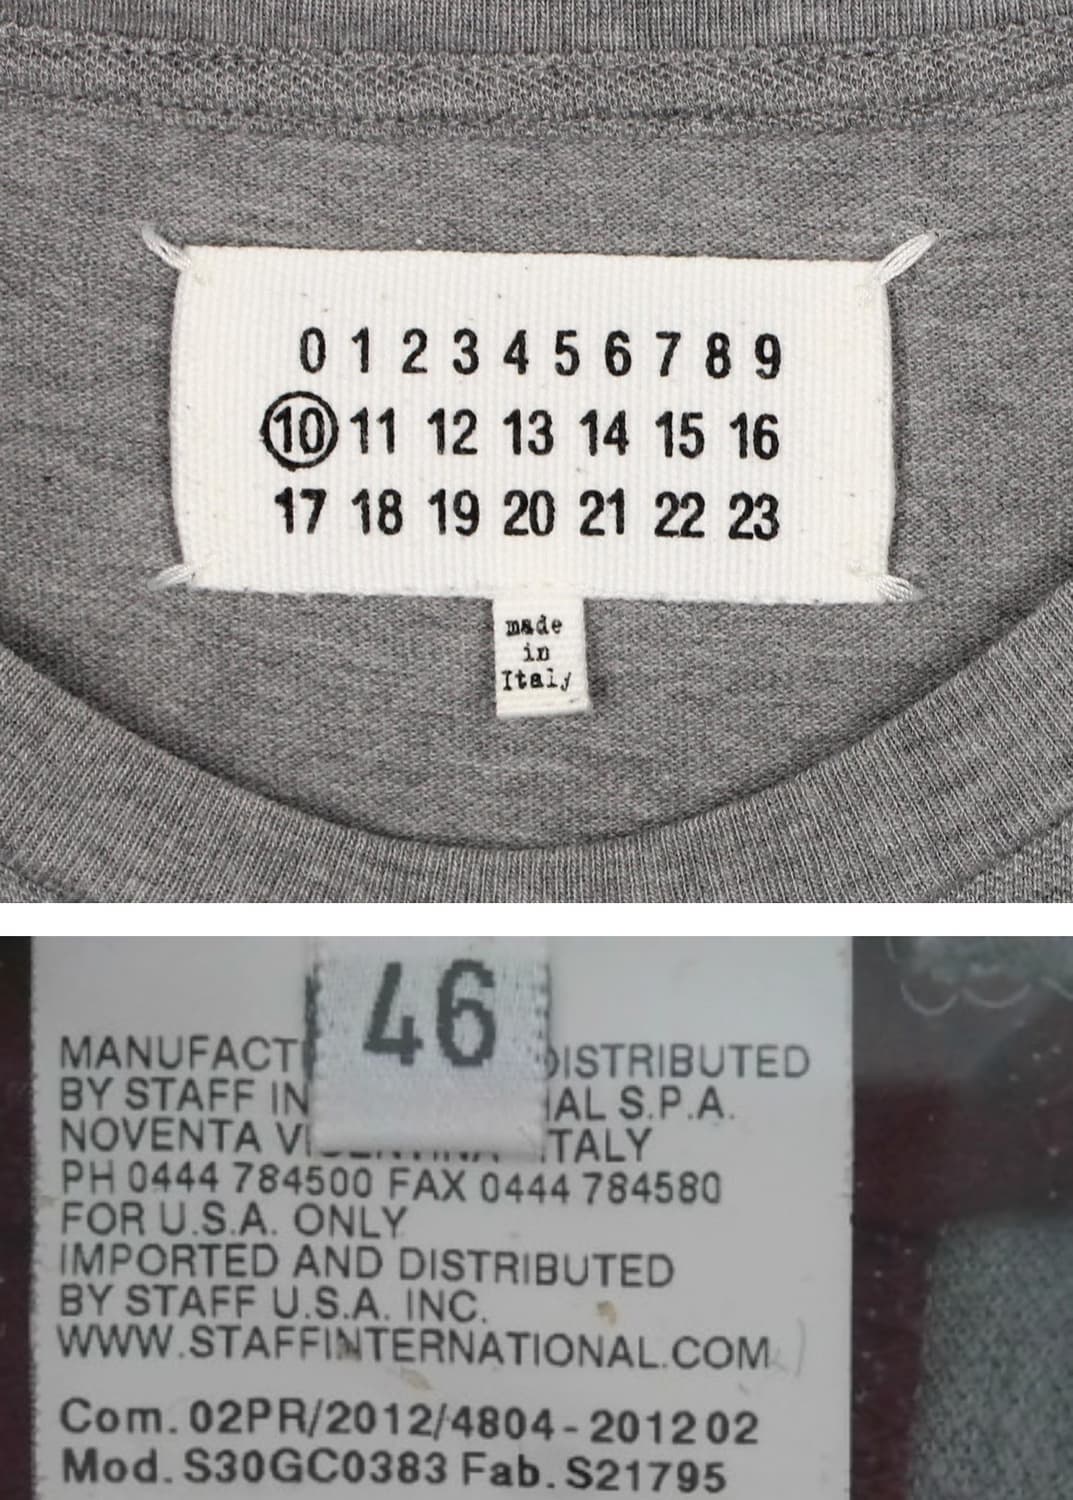 0 1 2 3 4 5 6 7 8 9
10 11 12 13 14 15 16
17 18 19 20 21 22 23
made
in
Italy
46
MANUFACT DISTRIBUTED
BY STAFF IN AL S.P.A.
NOVENTA ITALY
PH 0444 784500 FAX 0444 784580
FOR U.S.A. ONLY
IMPORTED AND DISTRIBUTED
BY STAFF U.S.A. INC.
WWW.STAFFINTERNATIONAL.COM
Com. 02PR/2012/4804-201202
Mod. S30GC0383 Fab. S21795